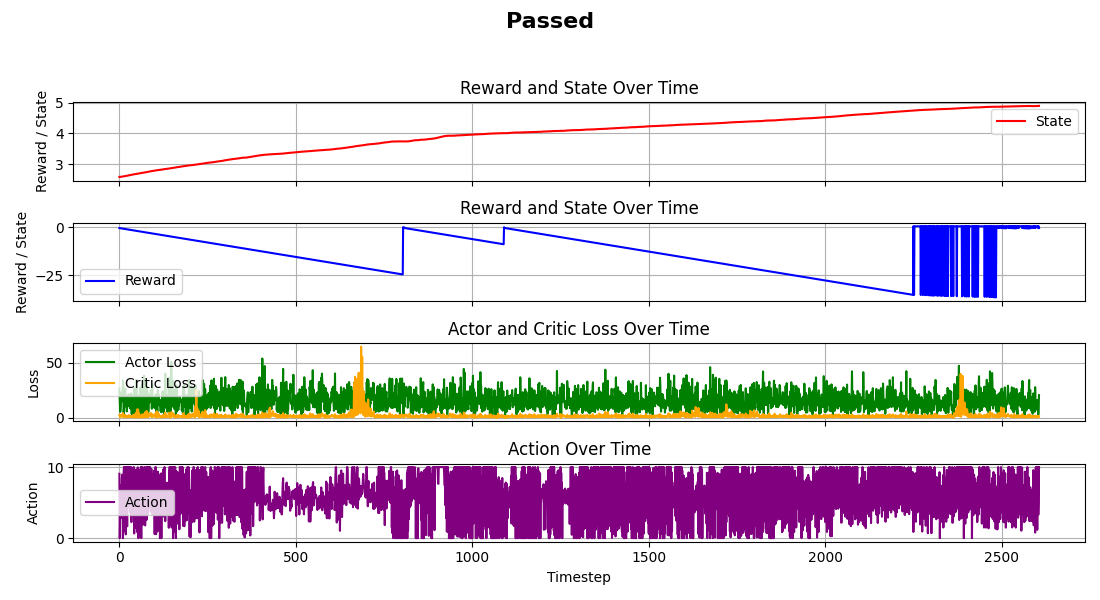 Passed
Reward and State Over Time
Reward / State
5
4
3
State
Reward and State Over Time
Reward / State
0
−25
Reward
Actor and Critic Loss Over Time
Loss
50
0
Actor Loss
Critic Loss
Action Over Time
Action
10
0
Action
0 500 1000 1500 2000 2500
Timestep